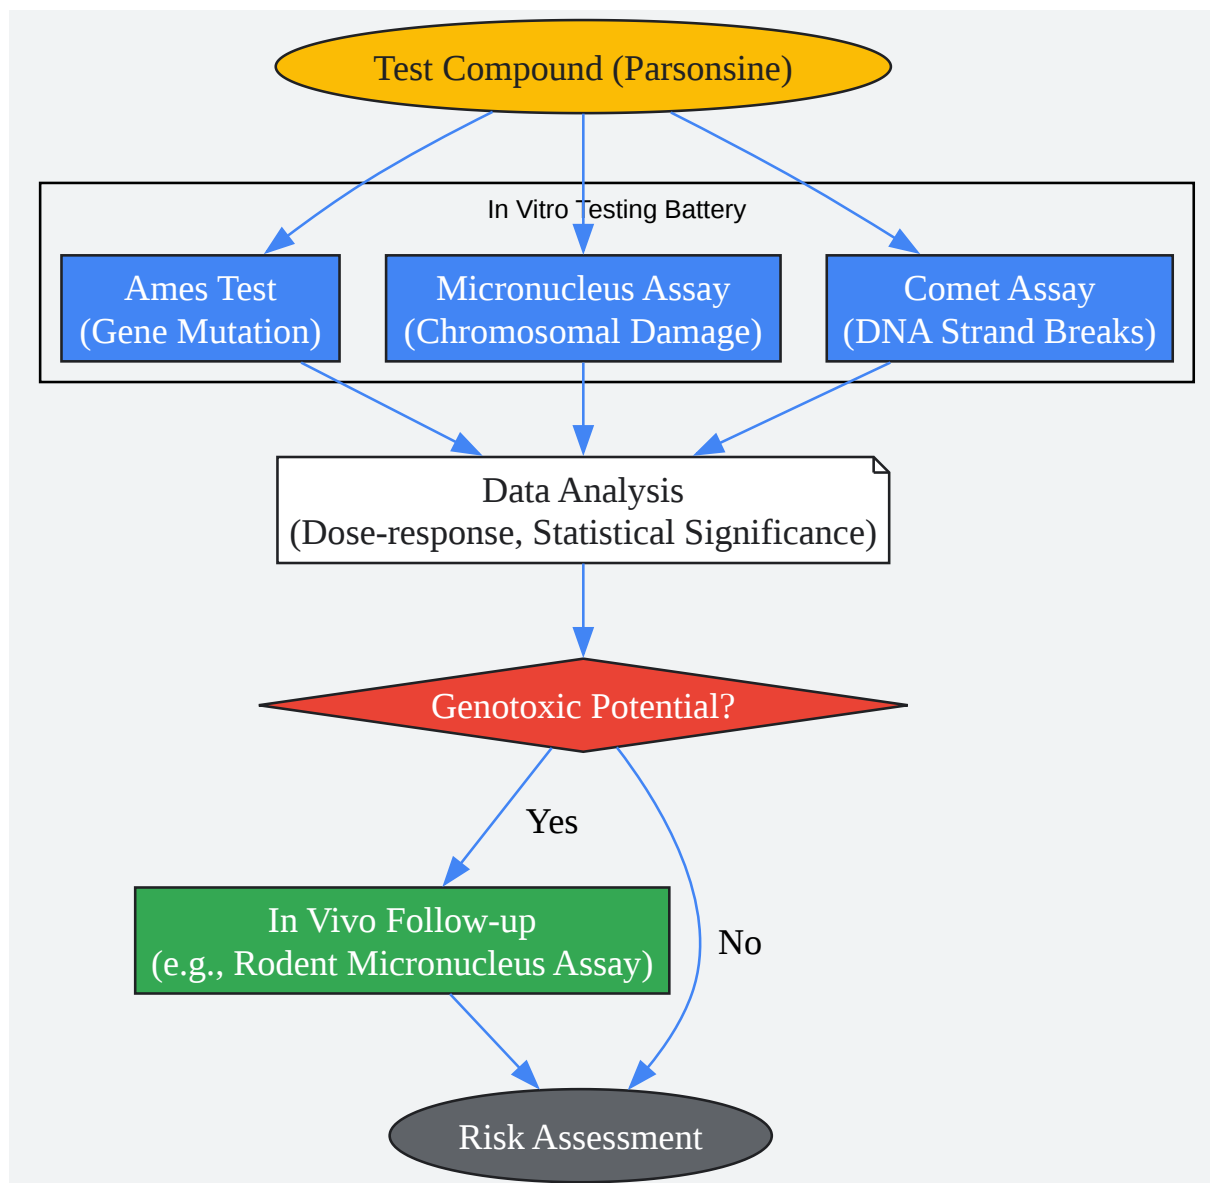 Test Compound (Parsonsine)
In Vitro Testing Battery
Ames Test
(Gene Mutation)
Micronucleus Assay
(Chromosomal Damage)
Comet Assay
(DNA Strand Breaks)
Data Analysis
(Dose-response, Statistical Significance)
Genotoxic Potential?
Yes
In Vivo Follow-up
(e.g., Rodent Micronucleus Assay)
No
Risk Assessment